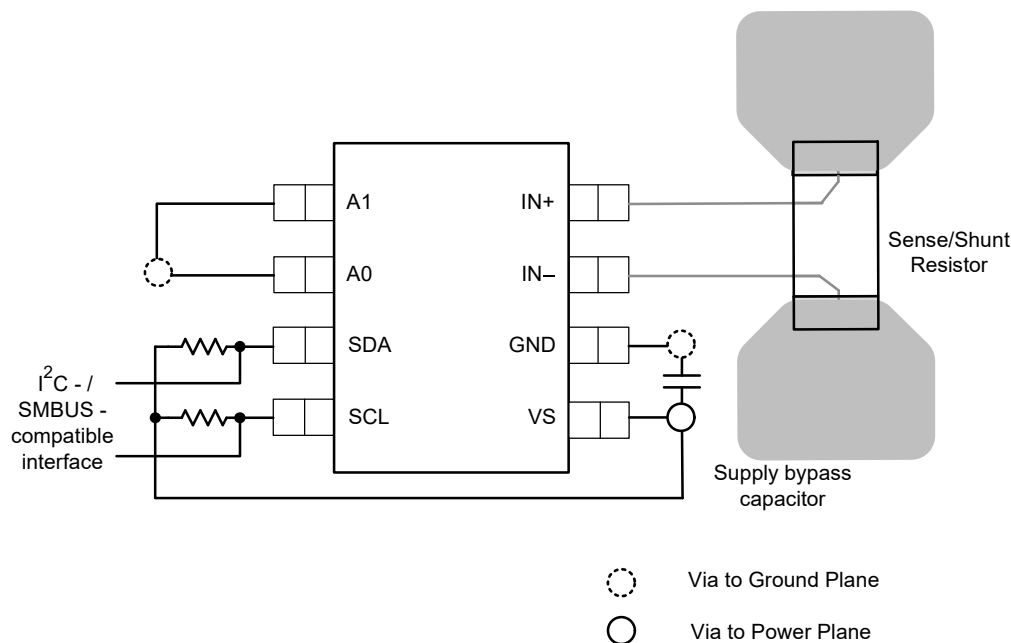 A1
A0
SDA
SCL
IN+
IN–
GND
VS
I2C - /
SMBUS -
compatible
interface
Sense/Shunt
Resistor
Supply bypass
capacitor
Via to Ground Plane
Via to Power Plane